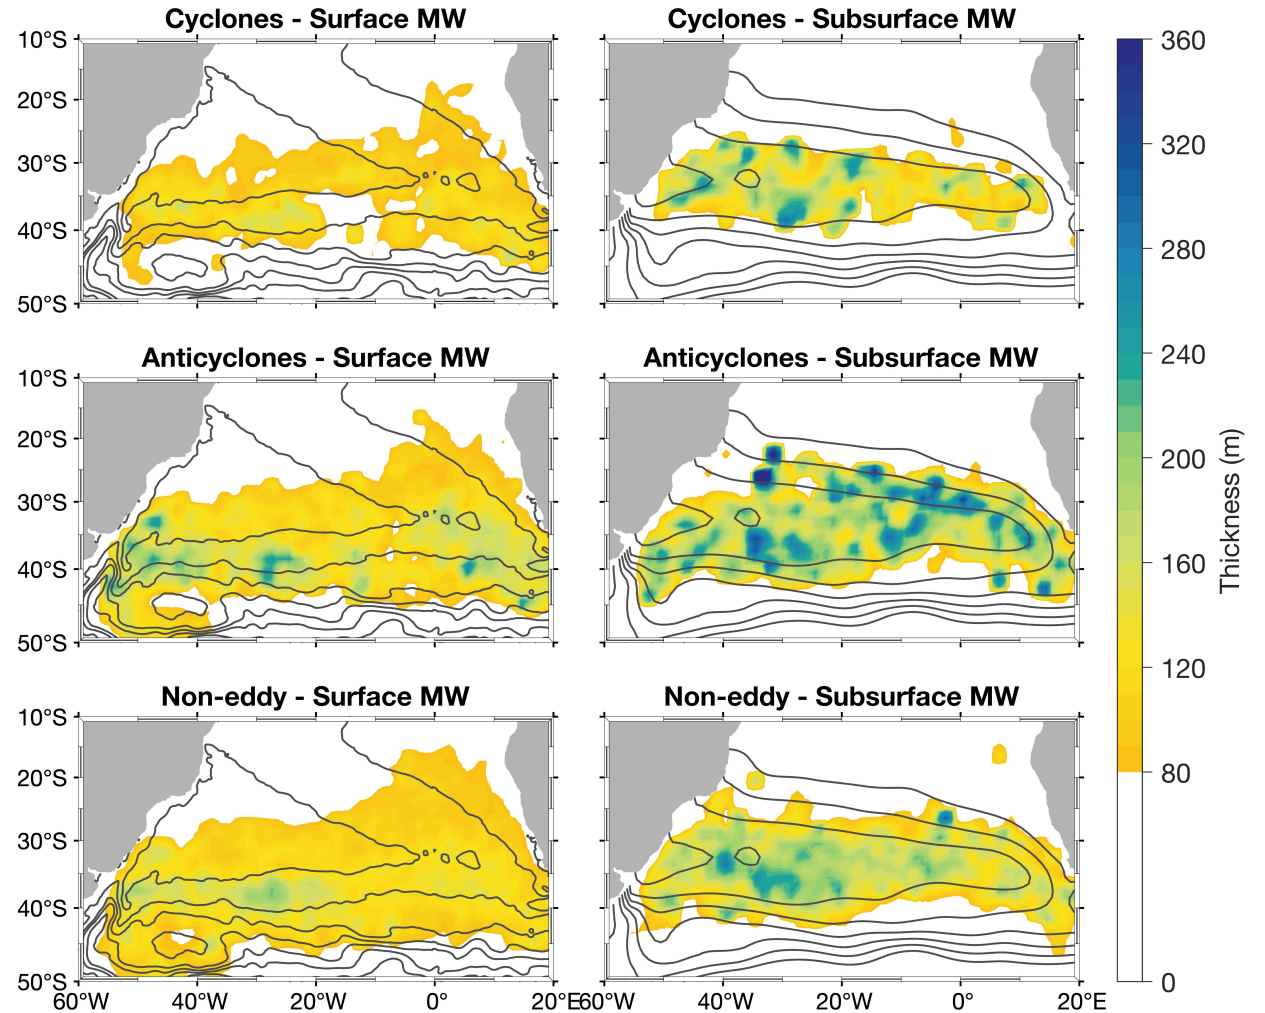 Cyclones - Surface MW
Cyclones - Subsurface MW
10°S
20°S
30°S
40°S
50°S
Anticyclones - Surface MW
Anticyclones - Subsurface MW
10°S
20°S
30°S
40°S
50°S
Non-eddy - Surface MW
Non-eddy - Subsurface MW
10°S
20°S
30°S
40°S
50°S
60°W 40°W 20°W 0° 20°E
60°W 40°W 20°W 0° 20°E
360
320
280
240
200
160
120
80
0
Thickness (m)